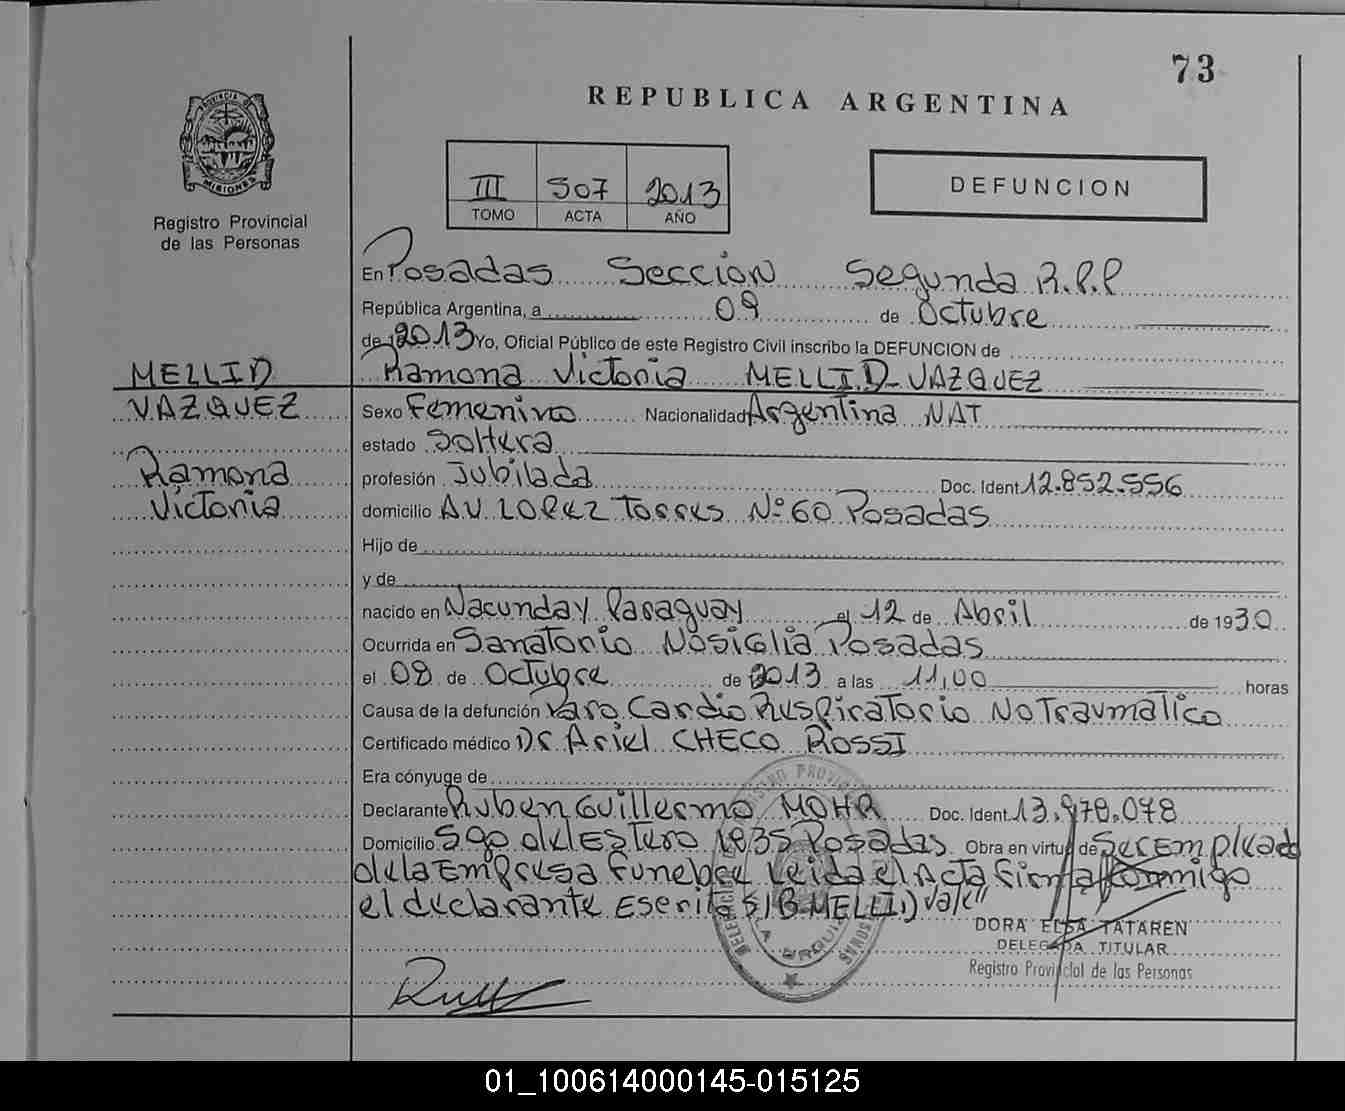 73
REPUBLICA ARGENTINA
PROVINCIA DE
MISIONES
Registro Provincial
de las Personas
III 507 2013
TOMO ACTA AÑO
DEFUNCION
En Posadas Seccion Segunda R.P.P
República Argentina, a 09 de Octubre
de 2013 Yo, Oficial Público de este Registro Civil inscribo la DEFUNCION de
MELLID Ramona Victoria MELLID-VAZQUEZ
VAZQUEZ Sexo Femenino Nacionalidad Argentina NAT
estado Soltera
Ramona profesión Jubilada Doc. Ident 12.852.556
Victoria domicilio AV LOPEZ Torres Nº 60 Posadas
Hijo de
y de
nacido en Nacunday Paraguay el 12 de Abril de 1930
Ocurrida en Sanatorio Nosiglia Posadas
el 08 de Octubre de 2013 a las 11,00 horas
Causa de la defunción Paro Cardio Respiratorio No Traumatico
Certificado médico Dr Ariel CHECO ROSSI
Era cónyuge de
Declarante Ruben Guillermo MOHR Doc. Ident 13.978.078
Domicilio Sgo del Estero 1835 Posadas Obra en virtud de Ser Empleado
de la Empresa Funebre Leida el Acta Firma Conmigo
el declarante Escrito S/B MELLID Vale"
DORA ELSA TATAREN
DELEGADA TITULAR
Registro Provincial de las Personas
01_100614000145-015125